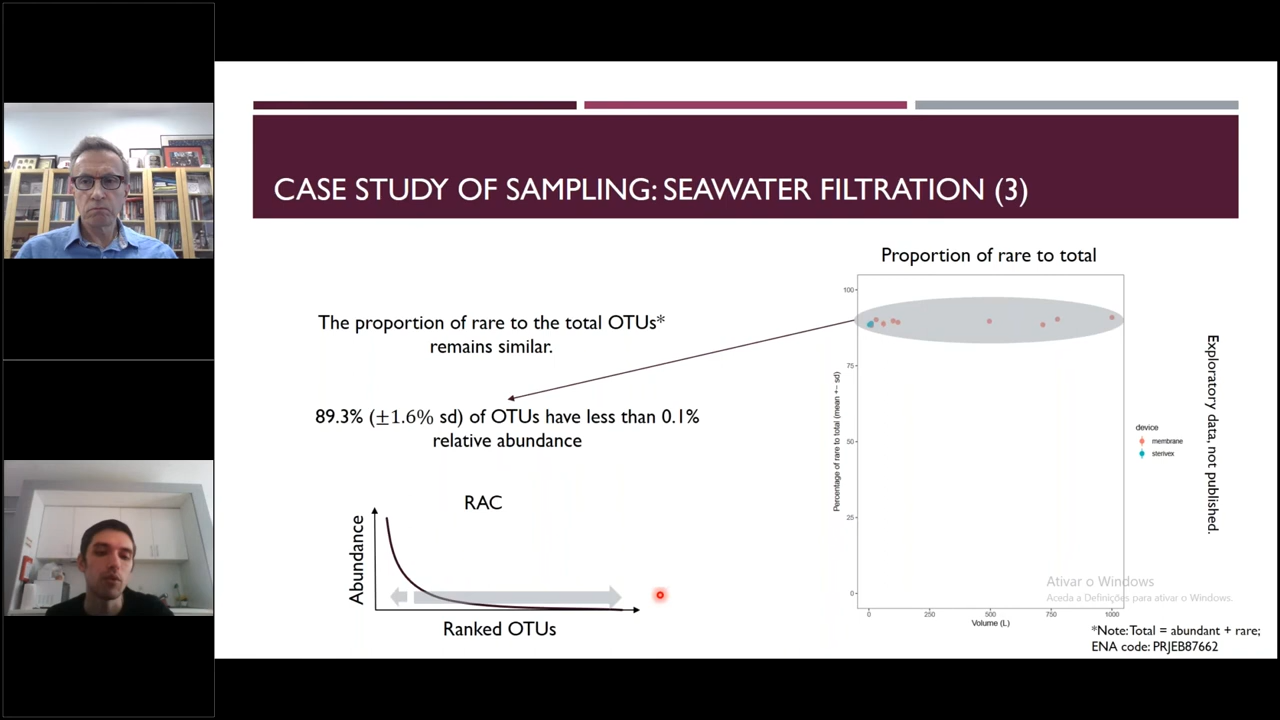 CASE STUDY OF SAMPLING: SEAWATER FILTRATION (3)
The proportion of rare to the total OTUs*
remains similar.
89.3% (±1.6% sd) of OTUs have less than 0.1%
relative abundance
RAC
Abundance
Ranked OTUs
Proportion of rare to total
Percentage of rare to total (mean +- sd)
100
75
50
25
0
0 250 500 750 1000
Volume (L)
device
membrane
sterivex
Exploratory data, not published.
Ativar o Windows
Aceda a Definições para ativar o Windows.
*Note: Total = abundant + rare;
ENA code: PRJEB87662